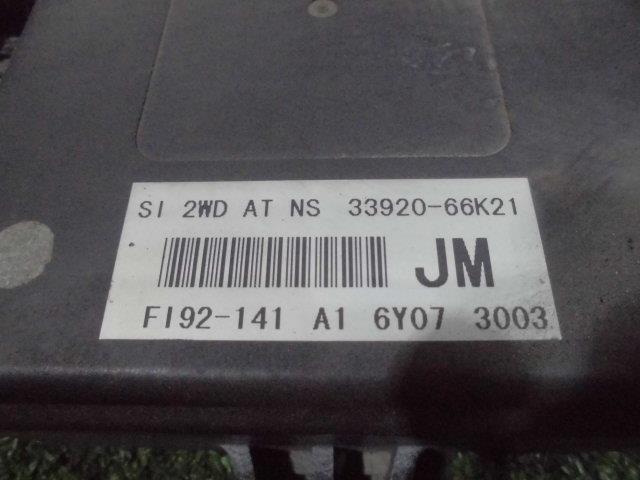 SI 2WD AT NS 33920-66K21
JM
FI92-141 A1 6Y07 3003